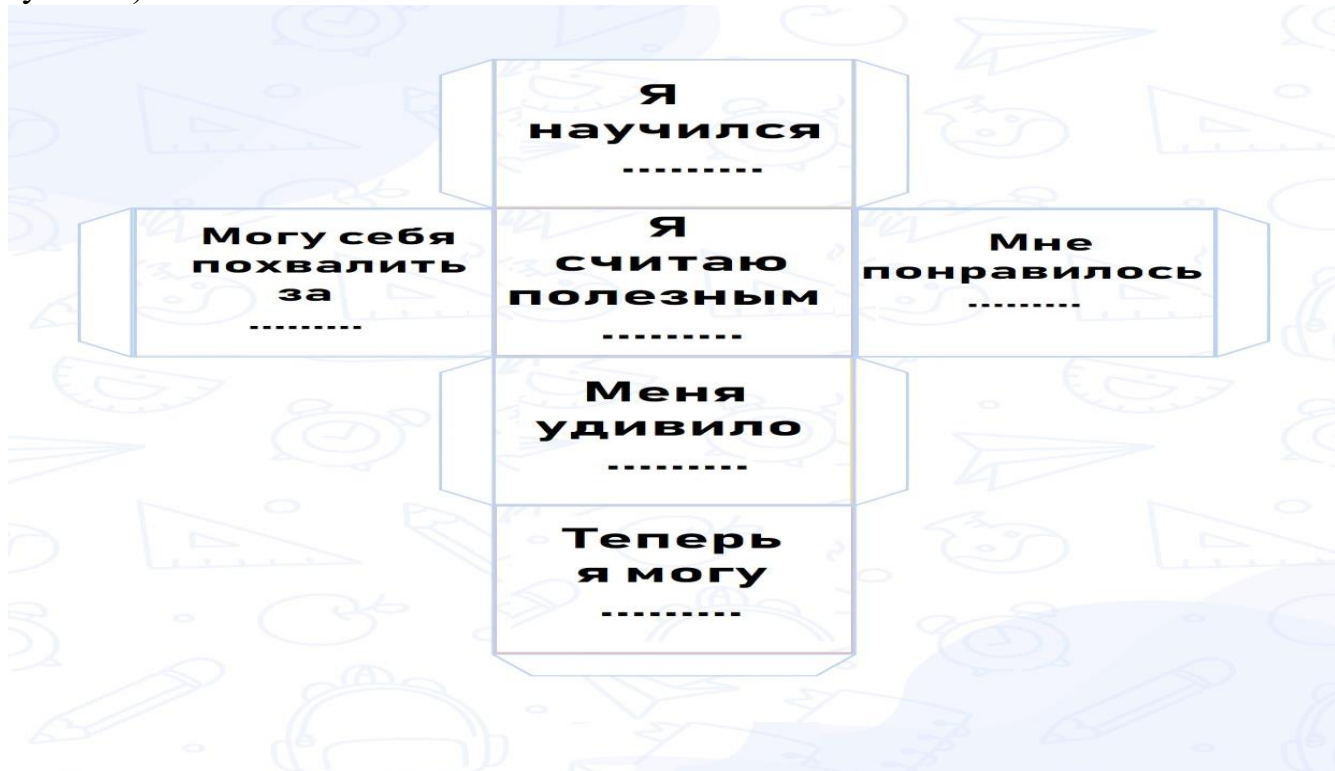 Я
научился
---------
Могу себя
похвалить
за
---------
Я
считаю
полезным
---------
Мне
понравилось
---------
Меня
удивило
---------
Теперь
я могу
---------